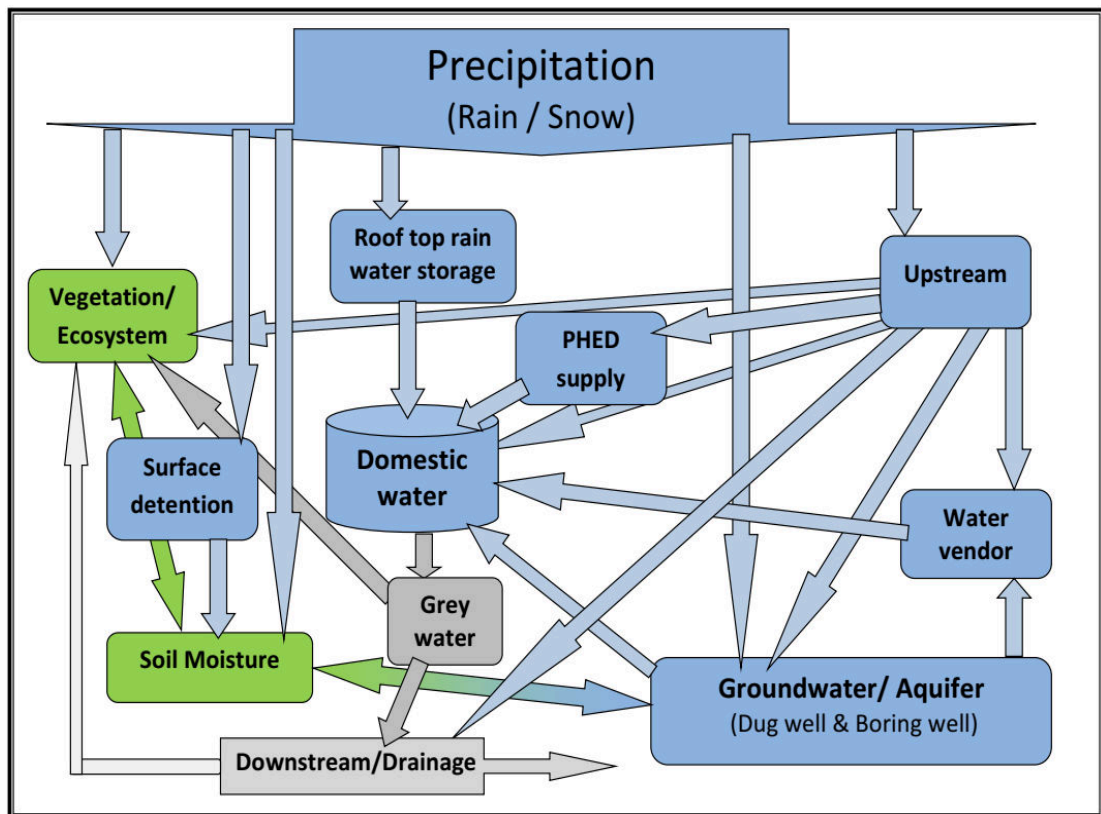 Precipitation
(Rain / Snow)
Roof top rain
water storage
Upstream
Vegetation/
Ecosystem
PHED
supply
Surface
detention
Domestic
water
Water
vendor
Grey
water
Soil Moisture
Groundwater/ Aquifer
(Dug well & Boring well)
Downstream/Drainage